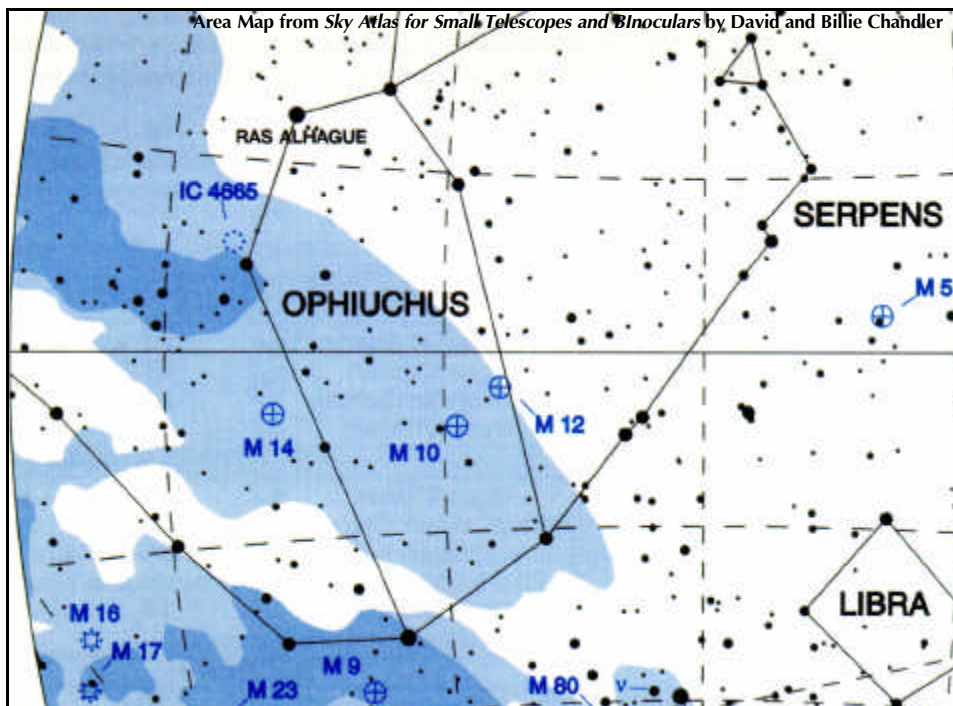 Area Map from Sky Atlas for Small Telescopes and BInoculars by David and Billie Chandler
RAS ALHAGUE
IC 4665
SERPENS
M 5
OPHIUCHUS
M 12
M 14
M 10
LIBRA
M 16
M 17
M 9
M 23
M 80
ν